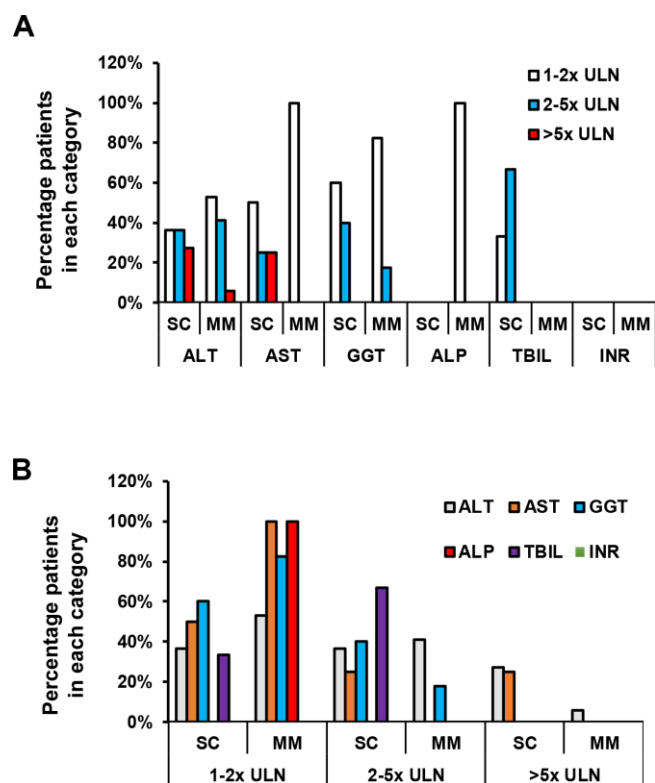 A
Percentage patients
in each category
120%
100%
80%
60%
40%
20%
0%
1-2x ULN
2-5x ULN
>5x ULN
SC MM SC MM SC MM SC MM SC MM SC MM
ALT AST GGT ALP TBIL INR
B
Percentage patients
in each category
120%
100%
80%
60%
40%
20%
0%
ALT AST GGT
ALP TBIL INR
SC MM SC MM SC MM
1-2x ULN 2-5x ULN >5x ULN